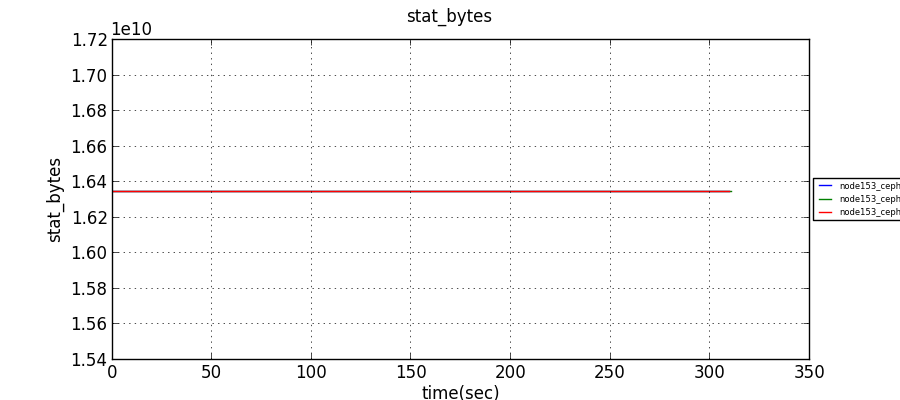 stat_bytes
1e10
1.72
1.70
1.68
1.66
1.64
1.62
1.60
1.58
1.56
1.54
stat_bytes
0 50 100 150 200 250 300 350
time(sec)
node153_ceph
node153_ceph
node153_ceph